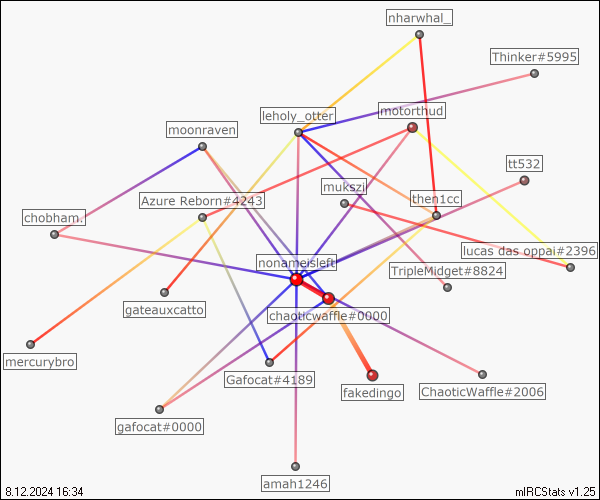 nharwhal_
Thinker#5995
motorthud
leholy_otter
moonraven
tt532
mukszi
Azure Reborn#4243
then1cc
chobham.
lucas das oppai#2396
nonameisleft
TripleMidget#8824
gateauxcatto
chaoticwaffle#0000
mercurybro
Gafocat#4189
fakedingo
ChaoticWaffle#2006
gafocat#0000
amah1246
8.12.2024 16:34
mIRCStats v1.25